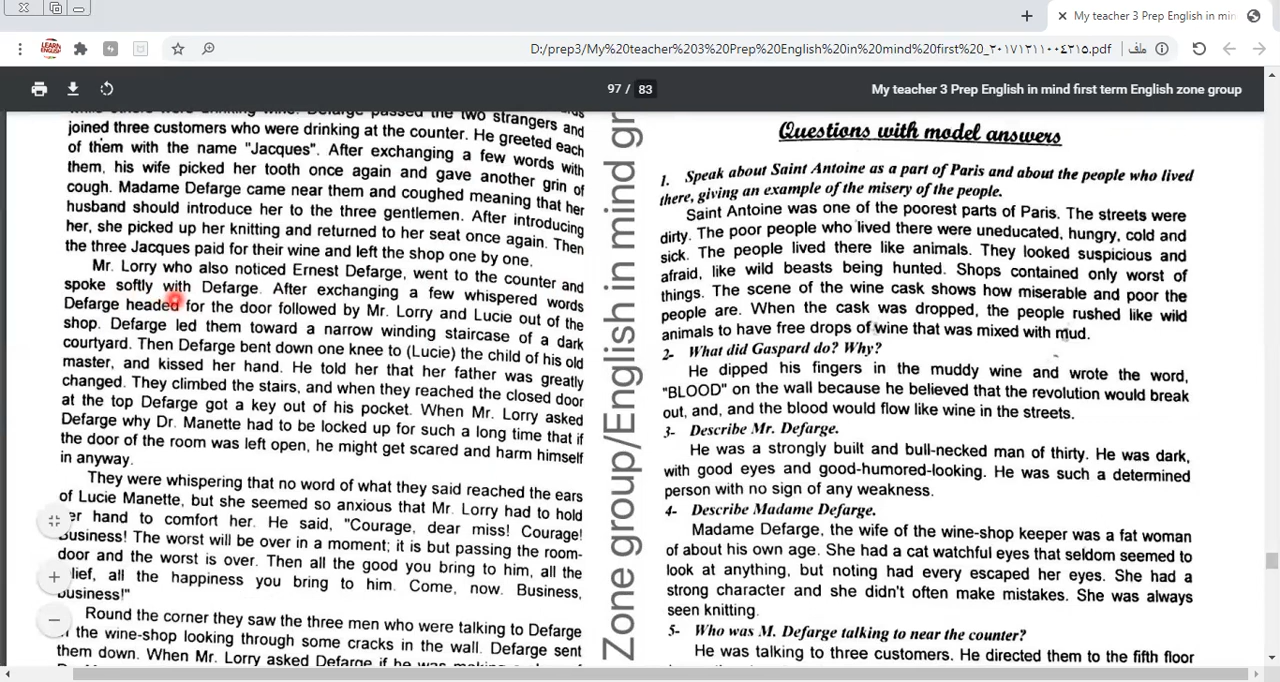 My teacher 3 Prep English in min
D:/prep3/My%20teacher%203%20Prep%20English%20in%20mind%20first%20_٢٠١٧١٢١١٠٠٤٢١٥.pdf
ملف
97 / 83
My teacher 3 Prep English in mind first term English zone group
joined three customers who were drinking at the counter. He greeted each
of them with the name "Jacques". After exchanging a few words with
them, his wife picked her tooth once again and gave another grin of
cough. Madame Defarge came near them and coughed meaning that her
husband should introduce her to the three gentlemen. After introducing
her, she picked up her knitting and returned to her seat once again. Then
the three Jacques paid for their wine and left the shop one by one.
Mr. Lorry who also noticed Ernest Defarge, went to the counter and
spoke softly with Defarge. After exchanging a few whispered words
Defarge headed for the door followed by Mr. Lorry and Lucie out of the
shop. Defarge led them toward a narrow winding staircase of a dark
courtyard. Then Defarge bent down one knee to (Lucie) the child of his old
master, and kissed her hand. He told her that her father was greatly
changed. They climbed the stairs, and when they reached the closed door
at the top Defarge got a key out of his pocket. When Mr. Lorry asked
Defarge why Dr. Manette had to be locked up for such a long time that if
the door of the room was left open, he might get scared and harm himself
in anyway.
They were whispering that no word of what they said reached the ears
of Lucie Manette, but she seemed so anxious that Mr. Lorry had to hold
er hand to comfort her. He said, "Courage, dear miss! Courage!
Business! The worst will be over in a moment; it is but passing the room-
door and the worst is over. Then all the good you bring to him, all the
lief, all the happiness you bring to him. Come, now. Business,
business!"
Round the corner they saw the three men who were talking to Defarge
the wine-shop looking through some cracks in the wall. Defarge sent
them down. When Mr. Lorry asked Defarge if he was
Zone group/English in mind gr
Questions with model answers
1. Speak about Saint Antoine as a part of Paris and about the people who lived
there, giving an example of the misery of the people.
Saint Antoine was one of the poorest parts of Paris. The streets were
dirty. The poor people who lived there were uneducated, hungry, cold and
sick. The people lived there like animals. They looked suspicious and
afraid, like wild beasts being hunted. Shops contained only worst of
things. The scene of the wine cask shows how miserable and poor the
people are. When the cask was dropped, the people rushed like wild
animals to have free drops of wine that was mixed with mud.
2- What did Gaspard do? Why?
He dipped his fingers in the muddy wine and wrote the word,
"BLOOD" on the wall because he believed that the revolution would break
out, and, and the blood would flow like wine in the streets.
3- Describe Mr. Defarge.
He was a strongly built and bull-necked man of thirty. He was dark,
with good eyes and good-humored-looking. He was such a determined
person with no sign of any weakness.
4- Describe Madame Defarge.
Madame Defarge, the wife of the wine-shop keeper was a fat woman
of about his own age. She had a cat watchful eyes that seldom seemed to
look at anything, but noting had every escaped her eyes. She had a
strong character and she didn't often make mistakes. She was always
seen knitting.
5- Who was M. Defarge talking to near the counter?
He was talking to three customers. He directed them to the fifth floor